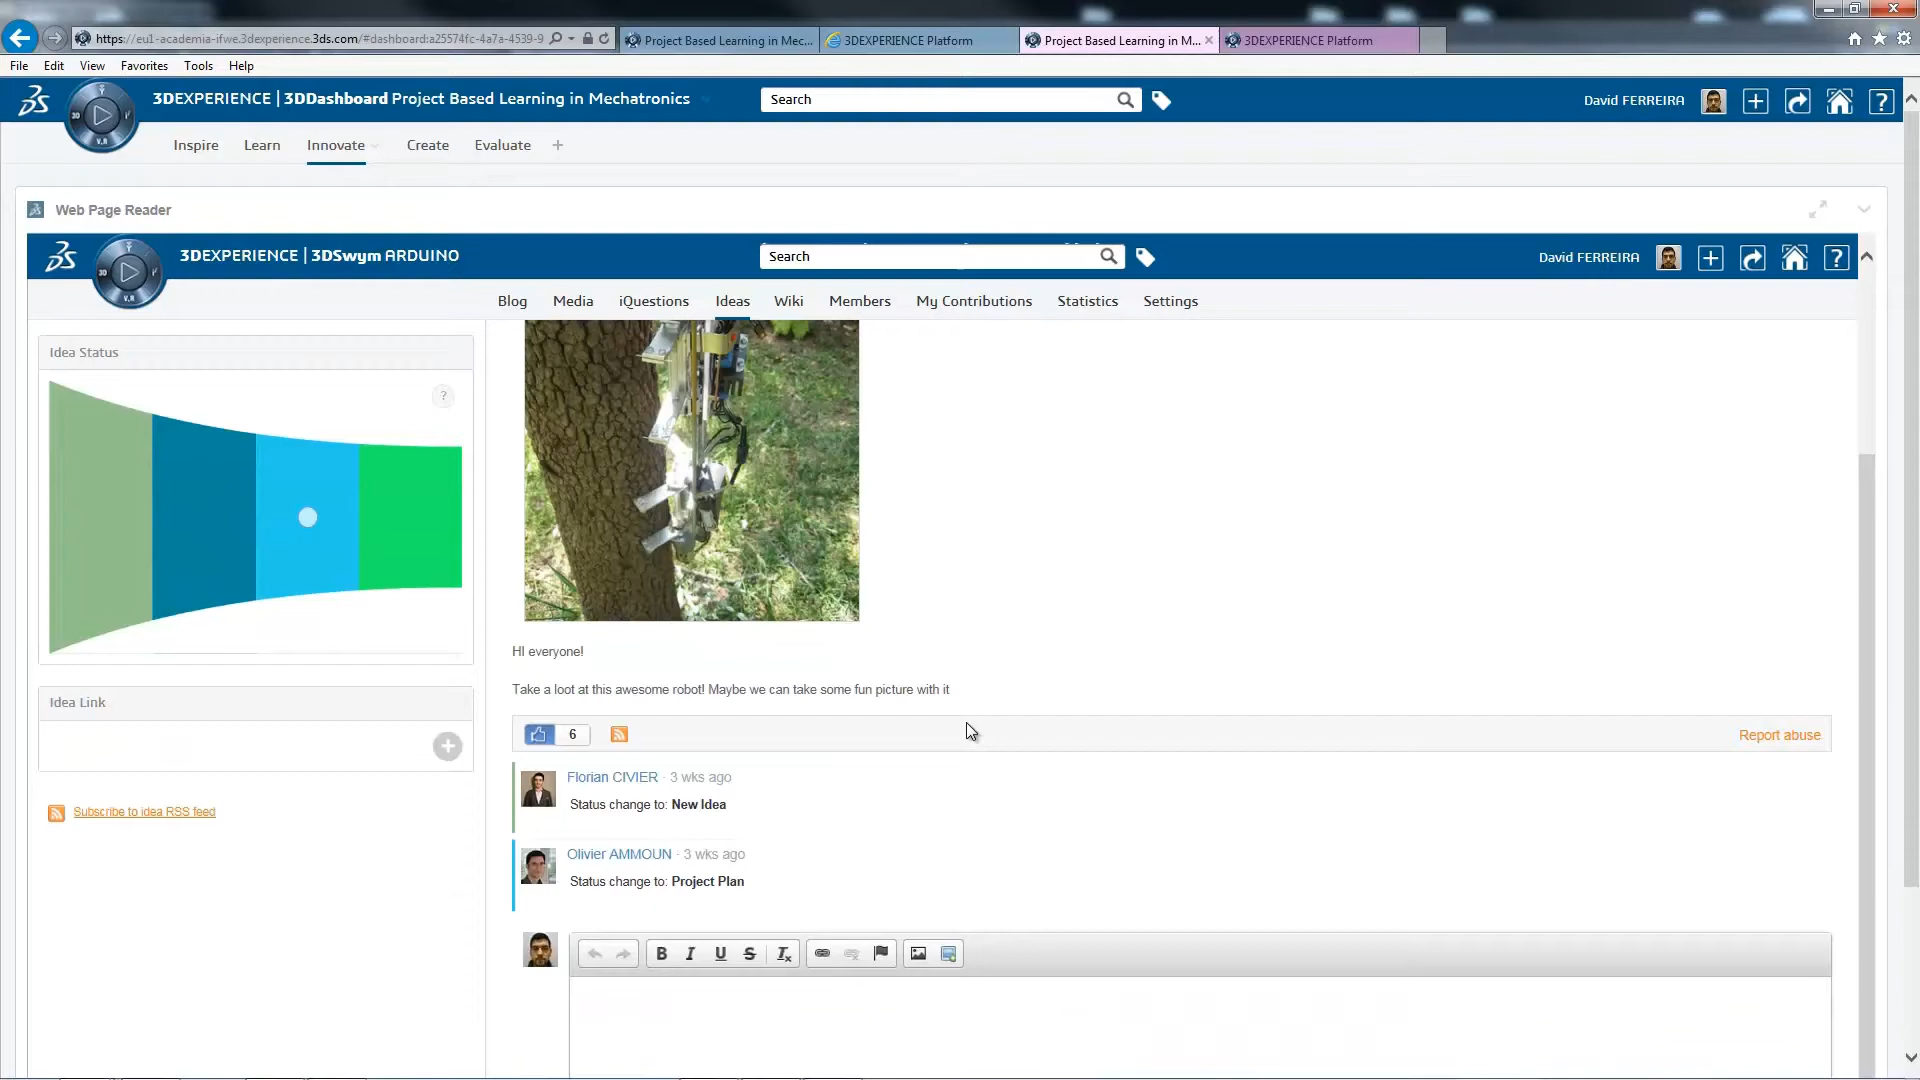 https://eu1-academia-ifwe.3dexperience.3ds.com/#dashboard:a25574fc-4a7a-4539-9
Project Based Learning in Mec...
3DEXPERIENCE Platform
Project Based Learning in M...
3DEXPERIENCE Platform
File Edit View Favorites Tools Help
3DEXPERIENCE | 3DDashboard Project Based Learning in Mechatronics
Search
David FERREIRA
3D
V.R
Inspire Learn Innovate Create Evaluate +
Web Page Reader
3DEXPERIENCE | 3DSwym ARDUINO
Search
David FERREIRA
3D
V.R
Blog Media iQuestions Ideas Wiki Members My Contributions Statistics Settings
Idea Status
?
Idea Link
Subscribe to idea RSS feed
HI everyone!
Take a loot at this awesome robot! Maybe we can take some fun picture with it
6
Report abuse
Florian CIVIER · 3 wks ago
Status change to: New Idea
Olivier AMMOUN · 3 wks ago
Status change to: Project Plan
B I U S Tx